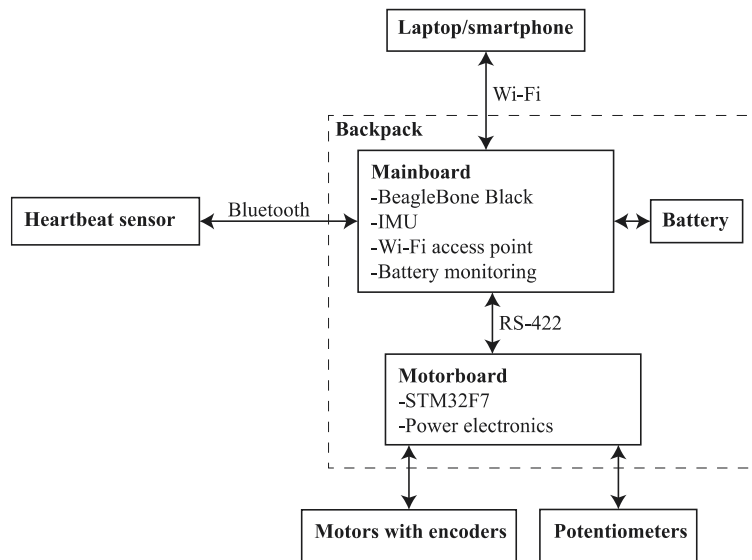 Laptop/smartphone
Wi-Fi
Backpack
Mainboard
-BeagleBone Black
-IMU
-Wi-Fi access point
-Battery monitoring
Heartbeat sensor
Bluetooth
Battery
RS-422
Motorboard
-STM32F7
-Power electronics
Motors with encoders
Potentiometers